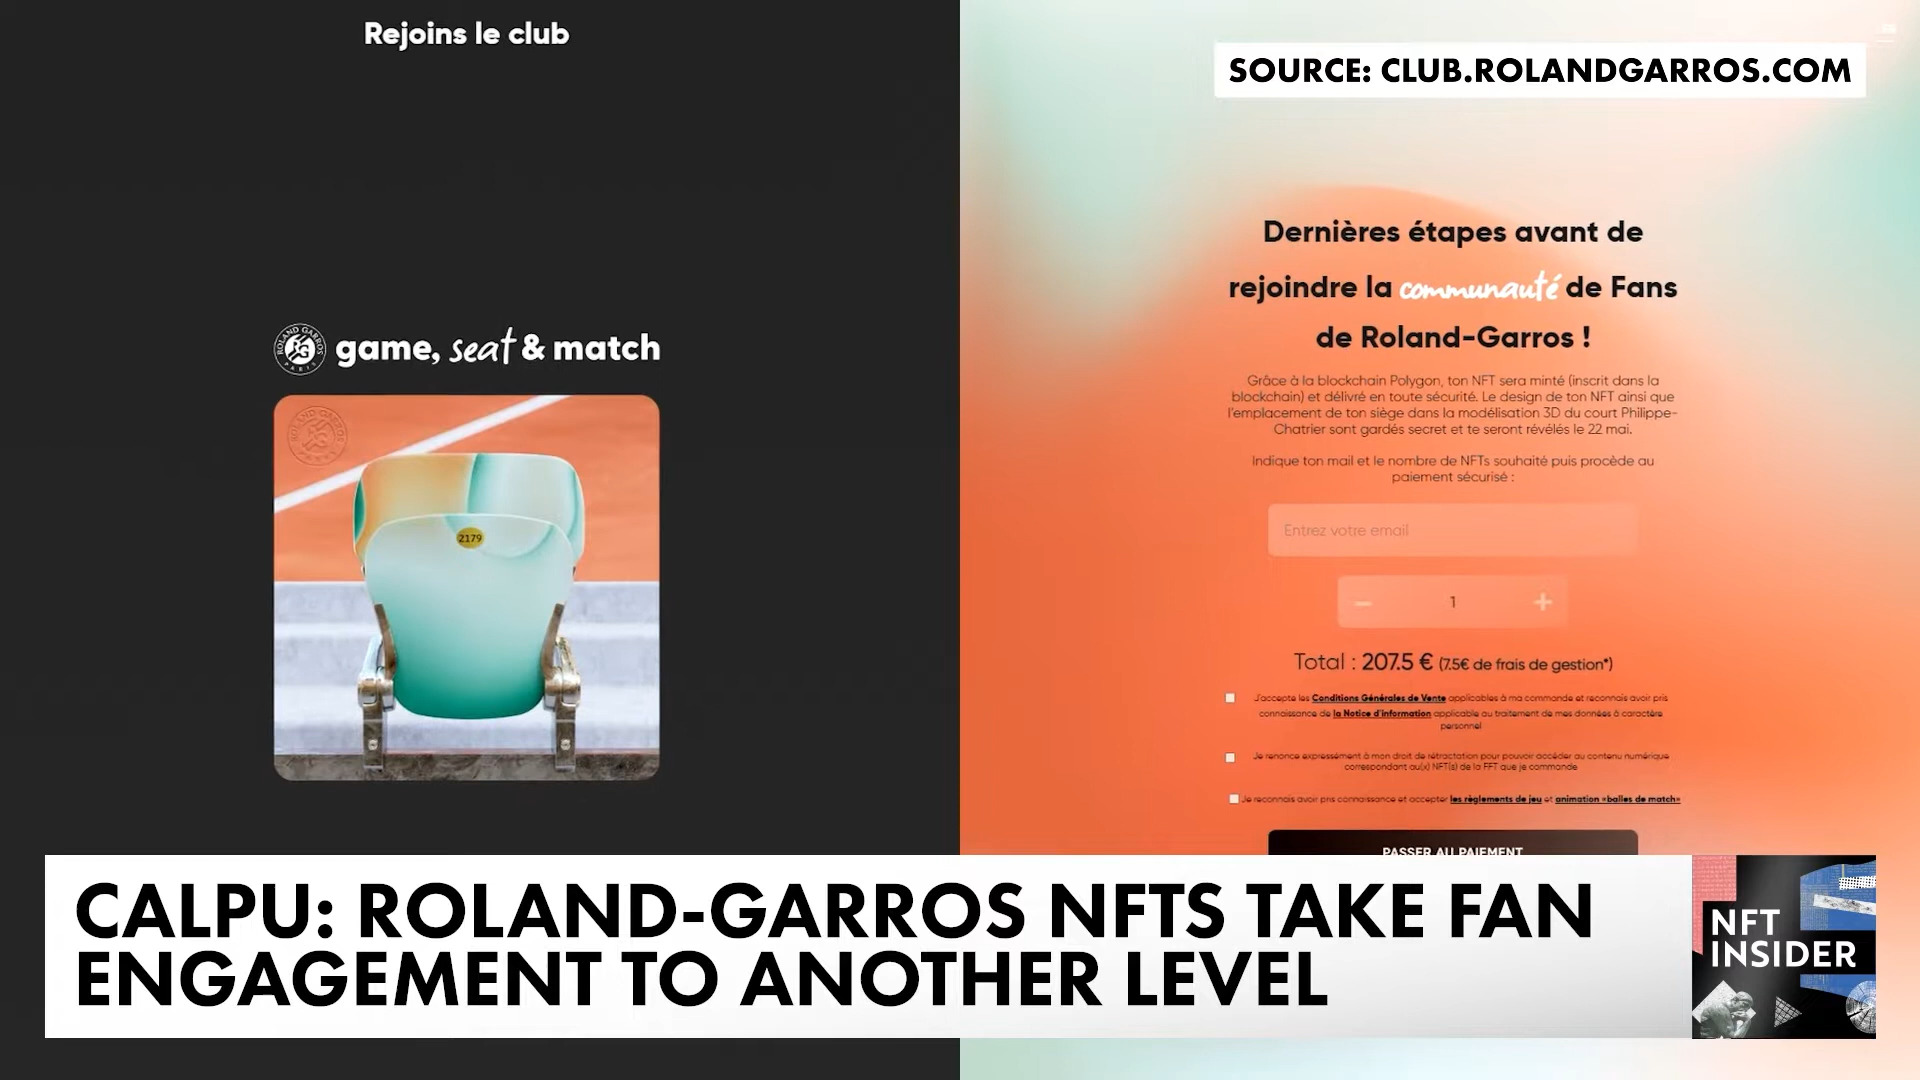 Rejoins le club
SOURCE: CLUB.ROLANDGARROS.COM
ROLAND GARROS
RG
PARIS
game, seat & match
ROLAND GARROS
RG
PARIS
2179
Dernières étapes avant de
rejoindre la communauté de Fans
de Roland-Garros !
Grâce à la blockchain Polygon, ton NFT sera minté (inscrit dans la
blockchain) et délivré en toute sécurité. Le design de ton NFT ainsi que
l'emplacement de ton siège dans la modélisation 3D du court Philippe-
Chatrier sont gardés secret et te seront révélés le 22 mai.
Indique ton mail et le nombre de NFTs souhaité puis procède au
paiement sécurisé :
Entrez votre email
− 1 +
Total : 207.5 € (7.5€ de frais de gestion*)
J'accepte les Conditions Générales de Vente applicables à ma commande et reconnais avoir pris
connaissance de la Notice d'information applicable au traitement de mes données à caractère
personnel
Je renonce expressément à mon droit de rétractation pour pouvoir accéder au contenu numérique
correspondant au(x) NFT(s) de la FFT que je commande
Je reconnais avoir pris connaissance et accepter les règlements de jeu et animation «balles de match»
PASSER AU PAIEMENT
CALPU: ROLAND-GARROS NFTS TAKE FAN
ENGAGEMENT TO ANOTHER LEVEL
NFT
INSIDER